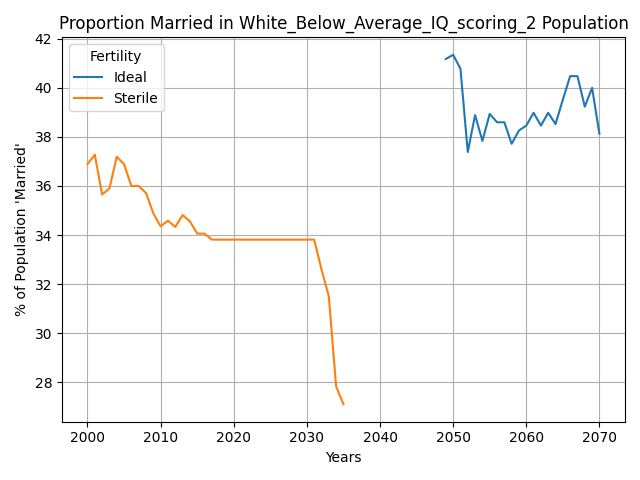 Proportion Married in White_Below_Average_IQ_scoring_2 Population
42
40
38
36
34
32
30
28
% of Population 'Married'
Fertility
Ideal
Sterile
2000 2010 2020 2030 2040 2050 2060 2070
Years